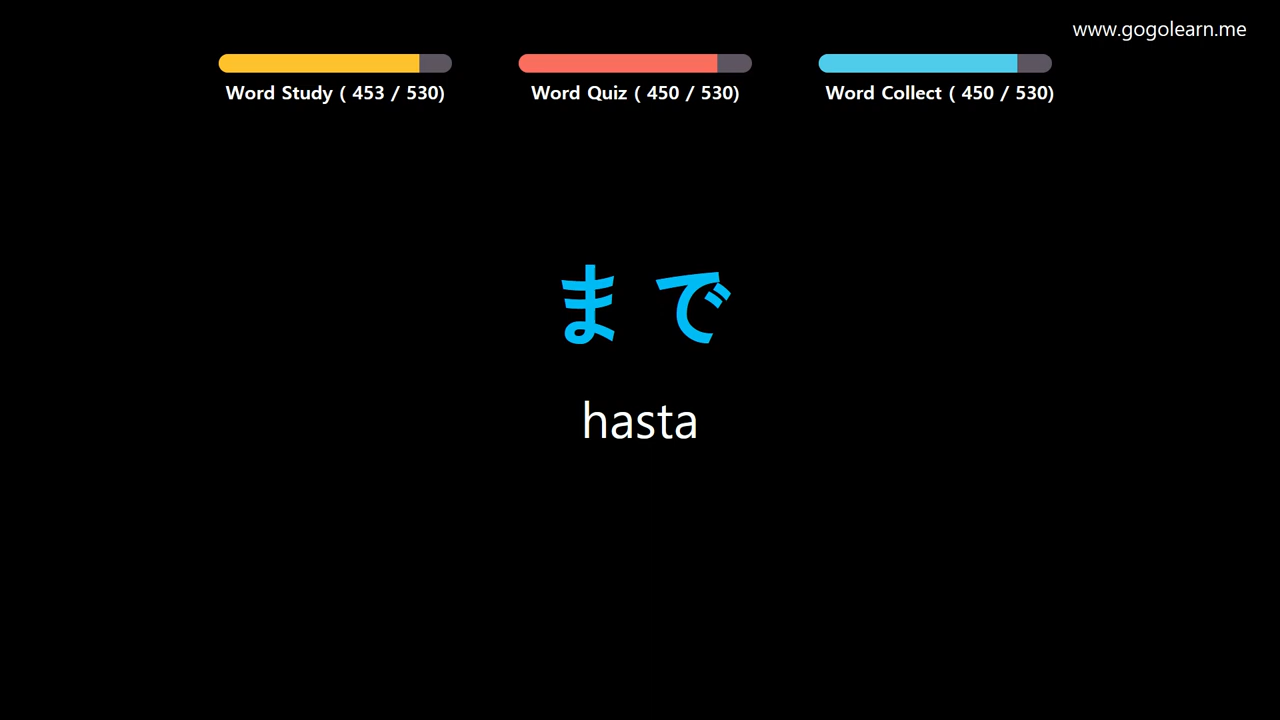 www.gogolearn.me
Word Study ( 453 / 530)
Word Quiz ( 450 / 530)
Word Collect ( 450 / 530)
まで
hasta